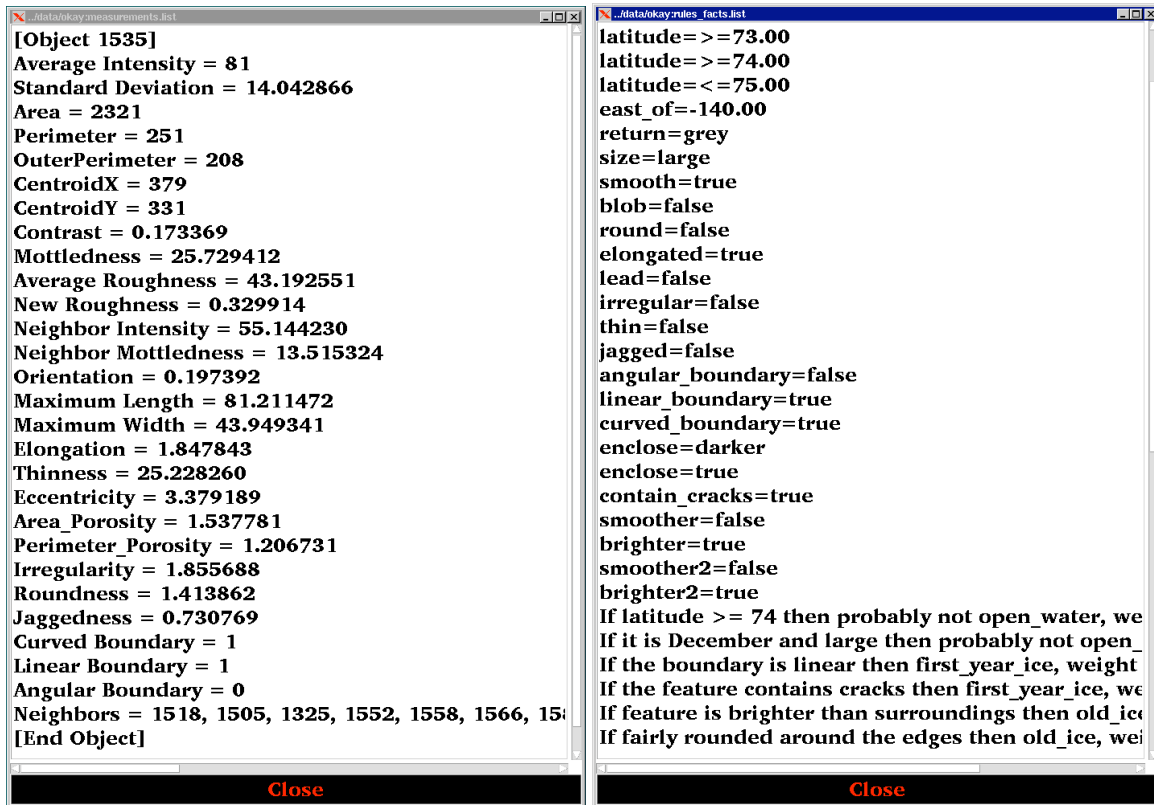 ../data/okay:measurements.list
[Object 1535]
Average Intensity = 81
Standard Deviation = 14.042866
Area = 2321
Perimeter = 251
OuterPerimeter = 208
CentroidX = 379
CentroidY = 331
Contrast = 0.173369
Mottledness = 25.729412
Average Roughness = 43.192551
New Roughness = 0.329914
Neighbor Intensity = 55.144230
Neighbor Mottledness = 13.515324
Orientation = 0.197392
Maximum Length = 81.211472
Maximum Width = 43.949341
Elongation = 1.847843
Thinness = 25.228260
Eccentricity = 3.379189
Area_Porosity = 1.537781
Perimeter_Porosity = 1.206731
Irregularity = 1.855688
Roundness = 1.413862
Jaggedness = 0.730769
Curved Boundary = 1
Linear Boundary = 1
Angular Boundary = 0
Neighbors = 1518, 1505, 1325, 1552, 1558, 1566, 15
[End Object]
Close
../data/okay:rules_facts.list
latitude=>=73.00
latitude=>=74.00
latitude=<=75.00
east_of=-140.00
return=grey
size=large
smooth=true
blob=false
round=false
elongated=true
lead=false
irregular=false
thin=false
jagged=false
angular_boundary=false
linear_boundary=true
curved_boundary=true
enclose=darker
enclose=true
contain_cracks=true
smoother=false
brighter=true
smoother2=false
brighter2=true
If latitude >= 74 then probably not open_water, we
If it is December and large then probably not open_
If the boundary is linear then first_year_ice, weight
If the feature contains cracks then first_year_ice, we
If feature is brighter than surroundings then old_ice
If fairly rounded around the edges then old_ice, wei
Close